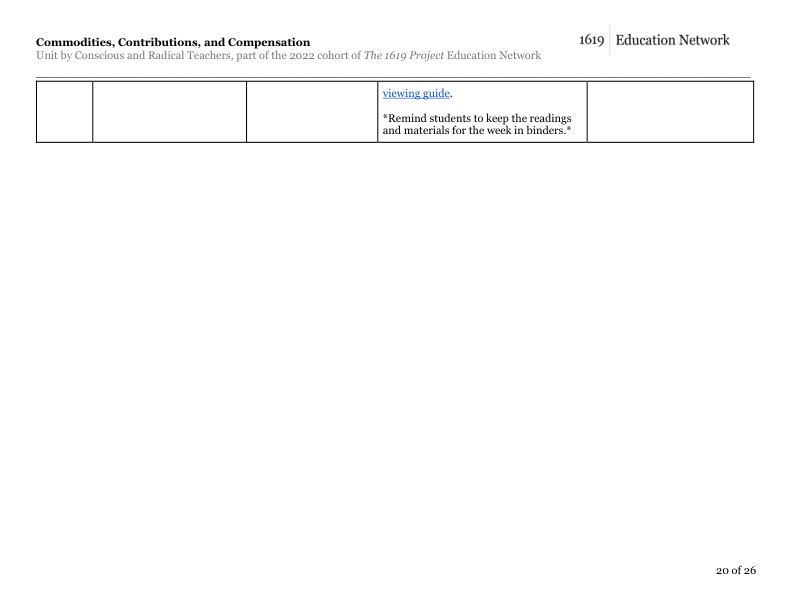 Commodities, Contributions, and Compensation
1619 Education Network
Unit by Conscious and Radical Teachers, part of the 2022 cohort of The 1619 Project Education Network
viewing guide.
*Remind students to keep the readings
and materials for the week in binders.*
20 of 26